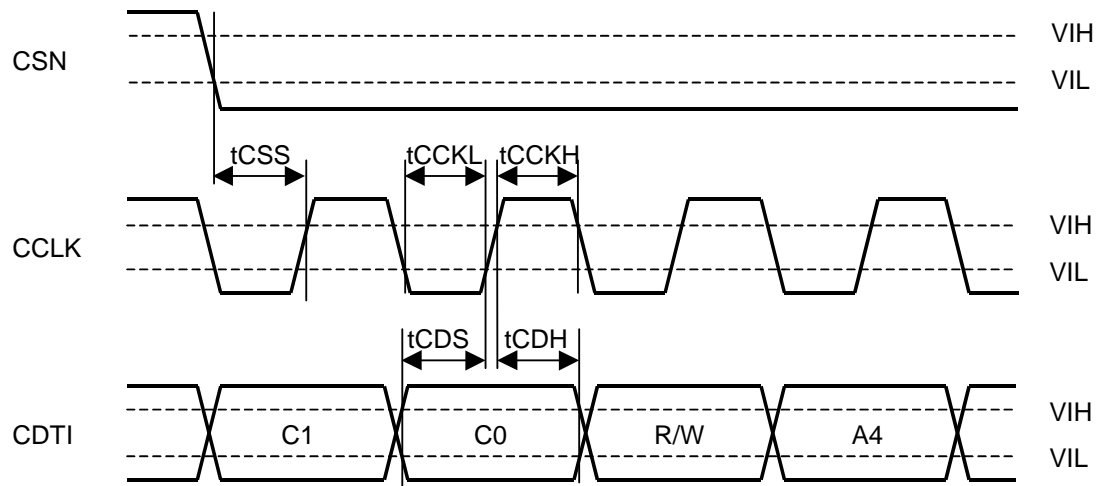 VIH
CSN
VIL
tCSS tCCKL tCCKH
VIH
CCLK
VIL
tCDS tCDH
VIH
CDTI C1 C0 R/W A4
VIL